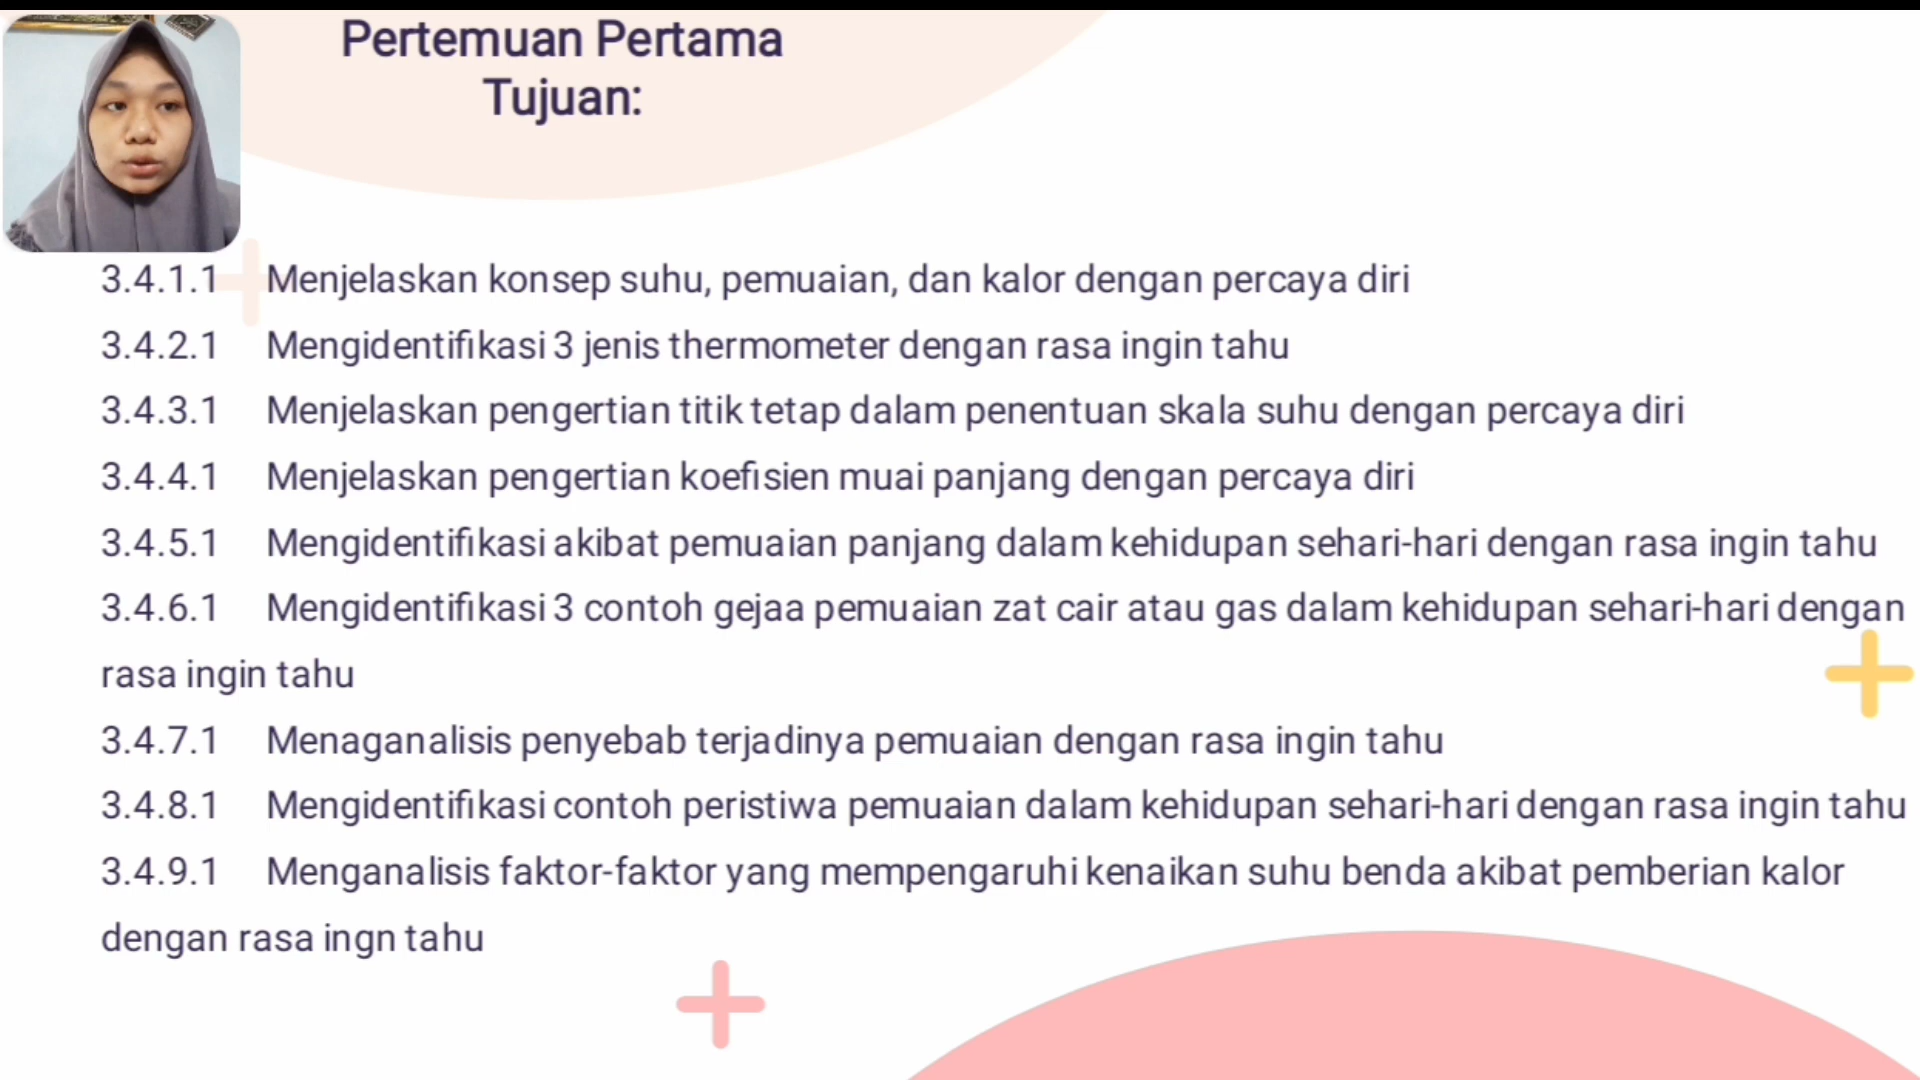 Pertemuan Pertama
Tujuan:
3.4.1.1 Menjelaskan konsep suhu, pemuaian, dan kalor dengan percaya diri
3.4.2.1 Mengidentifikasi 3 jenis thermometer dengan rasa ingin tahu
3.4.3.1 Menjelaskan pengertian titik tetap dalam penentuan skala suhu dengan percaya diri
3.4.4.1 Menjelaskan pengertian koefisien muai panjang dengan percaya diri
3.4.5.1 Mengidentifikasi akibat pemuaian panjang dalam kehidupan sehari-hari dengan rasa ingin tahu
3.4.6.1 Mengidentifikasi 3 contoh gejaa pemuaian zat cair atau gas dalam kehidupan sehari-hari dengan
rasa ingin tahu
3.4.7.1 Menaganalisis penyebab terjadinya pemuaian dengan rasa ingin tahu
3.4.8.1 Mengidentifikasi contoh peristiwa pemuaian dalam kehidupan sehari-hari dengan rasa ingin tahu
3.4.9.1 Menganalisis faktor-faktor yang mempengaruhi kenaikan suhu benda akibat pemberian kalor
dengan rasa ingn tahu